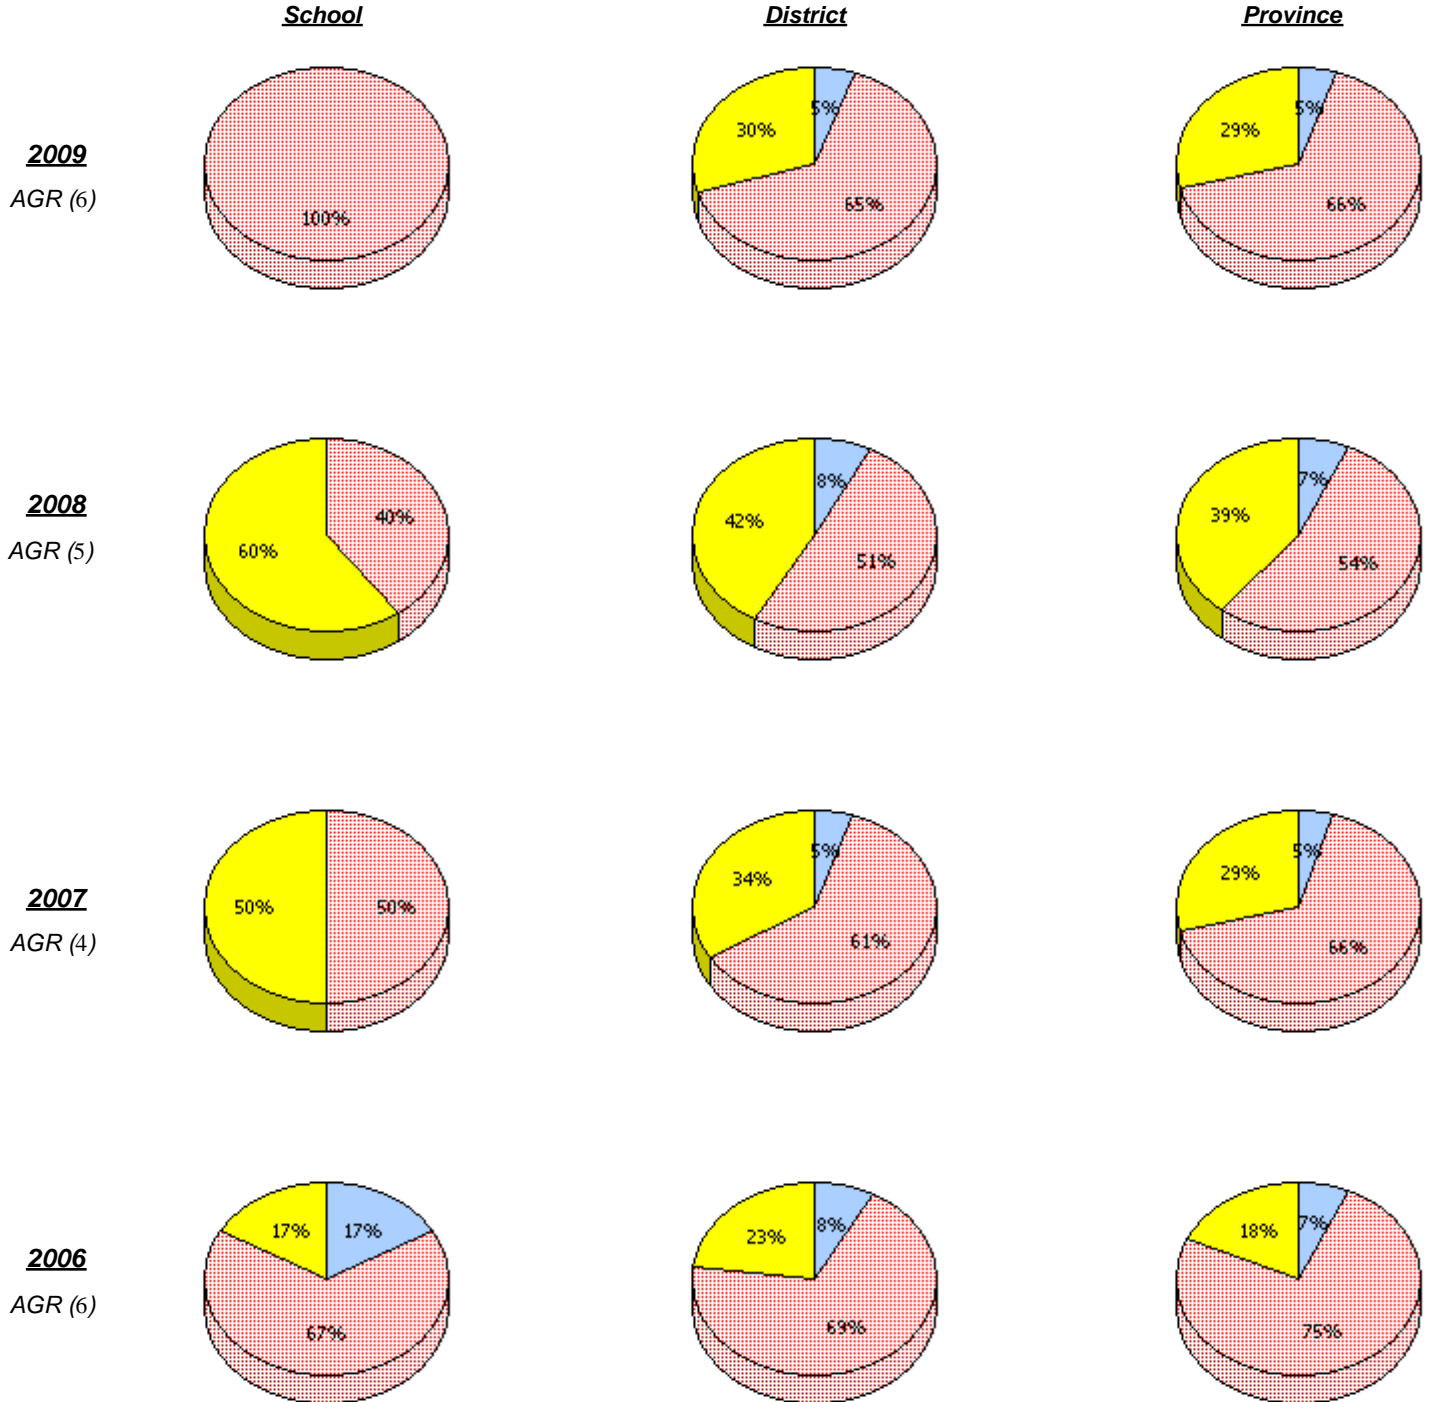 School District Province
5% 5%
30% 29%
2009
AGR (6)
65% 66%
100%
8% 7%
2008
40% 42% 39%
AGR (5)
60% 51% 54%
5% 5%
34% 29%
2007
50% 50%
AGR (4)
61% 66%
17% 17% 8% 7%
23% 18%
2006
AGR (6)
67% 69% 75%